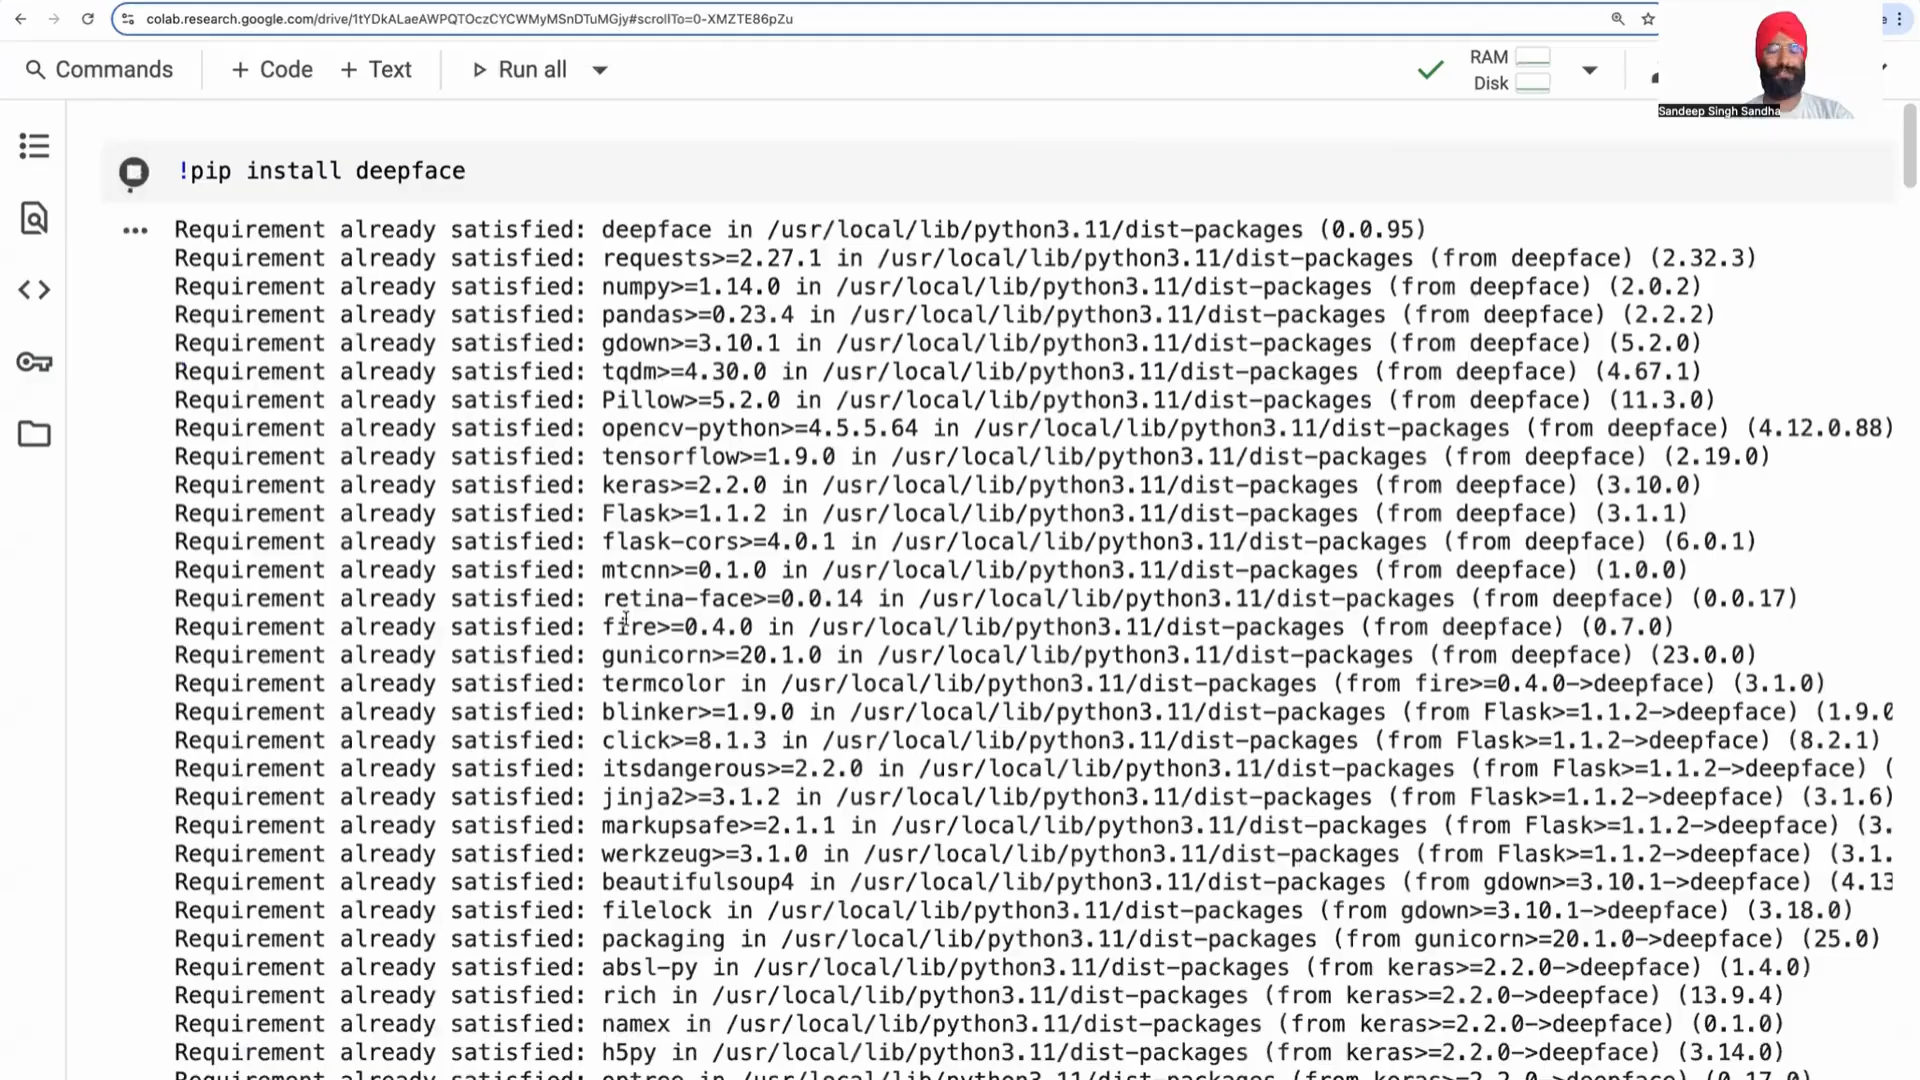 colab.research.google.com/drive/1tYDkALaeAWPQTOczCYCWMyMSnDTuMGjy#scrollTo=0-XMZTE86pZu
Commands
+ Code
+ Text
Run all
RAM
Disk
Sandeep Singh Sandha
!pip install deepface
Requirement already satisfied: deepface in /usr/local/lib/python3.11/dist-packages (0.0.95)
Requirement already satisfied: requests>=2.27.1 in /usr/local/lib/python3.11/dist-packages (from deepface) (2.32.3)
Requirement already satisfied: numpy>=1.14.0 in /usr/local/lib/python3.11/dist-packages (from deepface) (2.0.2)
Requirement already satisfied: pandas>=0.23.4 in /usr/local/lib/python3.11/dist-packages (from deepface) (2.2.2)
Requirement already satisfied: gdown>=3.10.1 in /usr/local/lib/python3.11/dist-packages (from deepface) (5.2.0)
Requirement already satisfied: tqdm>=4.30.0 in /usr/local/lib/python3.11/dist-packages (from deepface) (4.67.1)
Requirement already satisfied: Pillow>=5.2.0 in /usr/local/lib/python3.11/dist-packages (from deepface) (11.3.0)
Requirement already satisfied: opencv-python>=4.5.5.64 in /usr/local/lib/python3.11/dist-packages (from deepface) (4.12.0.88)
Requirement already satisfied: tensorflow>=1.9.0 in /usr/local/lib/python3.11/dist-packages (from deepface) (2.19.0)
Requirement already satisfied: keras>=2.2.0 in /usr/local/lib/python3.11/dist-packages (from deepface) (3.10.0)
Requirement already satisfied: Flask>=1.1.2 in /usr/local/lib/python3.11/dist-packages (from deepface) (3.1.1)
Requirement already satisfied: flask-cors>=4.0.1 in /usr/local/lib/python3.11/dist-packages (from deepface) (6.0.1)
Requirement already satisfied: mtcnn>=0.1.0 in /usr/local/lib/python3.11/dist-packages (from deepface) (1.0.0)
Requirement already satisfied: retina-face>=0.0.14 in /usr/local/lib/python3.11/dist-packages (from deepface) (0.0.17)
Requirement already satisfied: fire>=0.4.0 in /usr/local/lib/python3.11/dist-packages (from deepface) (0.7.0)
Requirement already satisfied: gunicorn>=20.1.0 in /usr/local/lib/python3.11/dist-packages (from deepface) (23.0.0)
Requirement already satisfied: termcolor in /usr/local/lib/python3.11/dist-packages (from fire>=0.4.0->deepface) (3.1.0)
Requirement already satisfied: blinker>=1.9.0 in /usr/local/lib/python3.11/dist-packages (from Flask>=1.1.2->deepface) (1.9.0
Requirement already satisfied: click>=8.1.3 in /usr/local/lib/python3.11/dist-packages (from Flask>=1.1.2->deepface) (8.2.1)
Requirement already satisfied: itsdangerous>=2.2.0 in /usr/local/lib/python3.11/dist-packages (from Flask>=1.1.2->deepface) (
Requirement already satisfied: jinja2>=3.1.2 in /usr/local/lib/python3.11/dist-packages (from Flask>=1.1.2->deepface) (3.1.6)
Requirement already satisfied: markupsafe>=2.1.1 in /usr/local/lib/python3.11/dist-packages (from Flask>=1.1.2->deepface) (3.
Requirement already satisfied: werkzeug>=3.1.0 in /usr/local/lib/python3.11/dist-packages (from Flask>=1.1.2->deepface) (3.1.
Requirement already satisfied: beautifulsoup4 in /usr/local/lib/python3.11/dist-packages (from gdown>=3.10.1->deepface) (4.13
Requirement already satisfied: filelock in /usr/local/lib/python3.11/dist-packages (from gdown>=3.10.1->deepface) (3.18.0)
Requirement already satisfied: packaging in /usr/local/lib/python3.11/dist-packages (from gunicorn>=20.1.0->deepface) (25.0)
Requirement already satisfied: absl-py in /usr/local/lib/python3.11/dist-packages (from keras>=2.2.0->deepface) (1.4.0)
Requirement already satisfied: rich in /usr/local/lib/python3.11/dist-packages (from keras>=2.2.0->deepface) (13.9.4)
Requirement already satisfied: namex in /usr/local/lib/python3.11/dist-packages (from keras>=2.2.0->deepface) (0.1.0)
Requirement already satisfied: h5py in /usr/local/lib/python3.11/dist-packages (from keras>=2.2.0->deepface) (3.14.0)